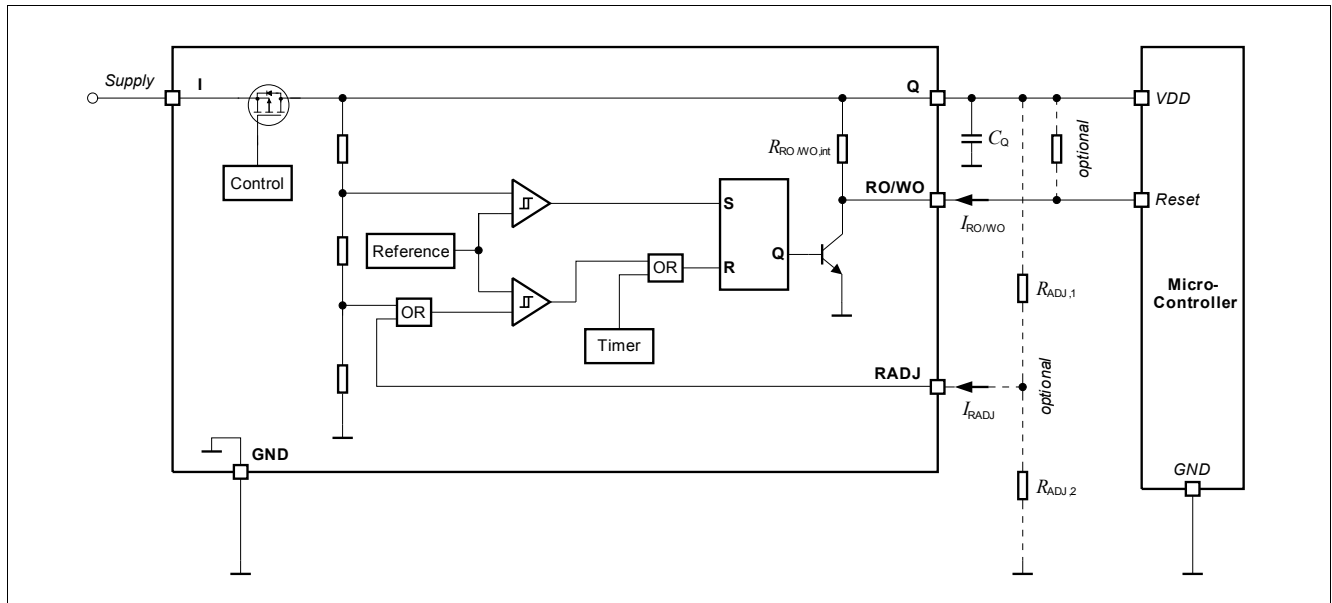 Supply
I
Q
VDD
C_Q
optional
R_RO/WO,int
Control
RO/WO
Reset
I_RO/WO
S
Reference
Q
R
OR
R_ADJ,1
Micro-
Controller
OR
Timer
RADJ
I_RADJ
optional
GND
GND
R_ADJ,2